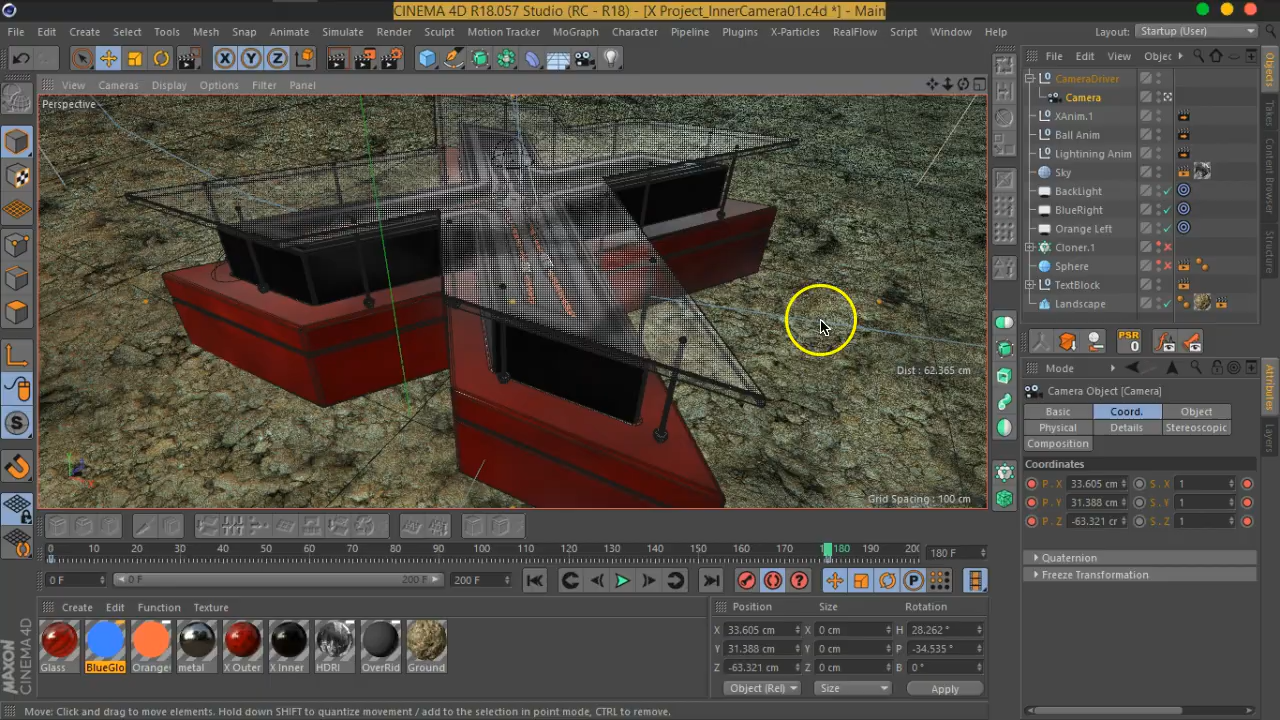 CINEMA 4D R18.057 Studio (RC - R18) - [X Project_InnerCamera01.c4d *] - Main
File Edit Create Select Tools Mesh Snap Animate Simulate Render Sculpt Motion Tracker MoGraph Character Pipeline Plugins X-Particles RealFlow Script Window Help Layout: Startup (User)
X Y Z
File Edit View Objec
View Cameras Display Options Filter Panel
Perspective
CameraDriver
Camera
XAnim.1
Ball Anim
Lightining Anim
Sky
BackLight
BlueRight
Orange Left
Cloner.1
Sphere
TextBlock
Landscape
Objects
Takes
Content Browser
Structure
PSR
0
Dist : 62.365 cm
Grid Spacing : 100 cm
Mode
Camera Object [Camera]
Basic Coord. Object
Physical Details Stereoscopic
Composition
Coordinates
P . X 33.605 cm S . X 1
P . Y 31.388 cm S . Y 1
P . Z -63.321 cr S . Z 1
Quaternion
Freeze Transformation
Attributes
Layers
0 10 20 30 40 50 60 70 80 90 100 110 120 130 140 150 160 170 180 190 200 180 F
0 F 0 F 200 F 200 F
Create Edit Function Texture
Glass BlueGlo Orange metal X Outer X Inner HDRI OverRid Ground
Position Size Rotation
X 33.605 cm X 0 cm H 28.262 °
Y 31.388 cm Y 0 cm P -34.535 °
Z -63.321 cm Z 0 cm B 0 °
Object (Rel) Size Apply
MAXON CINEMA 4D
Move: Click and drag to move elements. Hold down SHIFT to quantize movement / add to the selection in point mode, CTRL to remove.